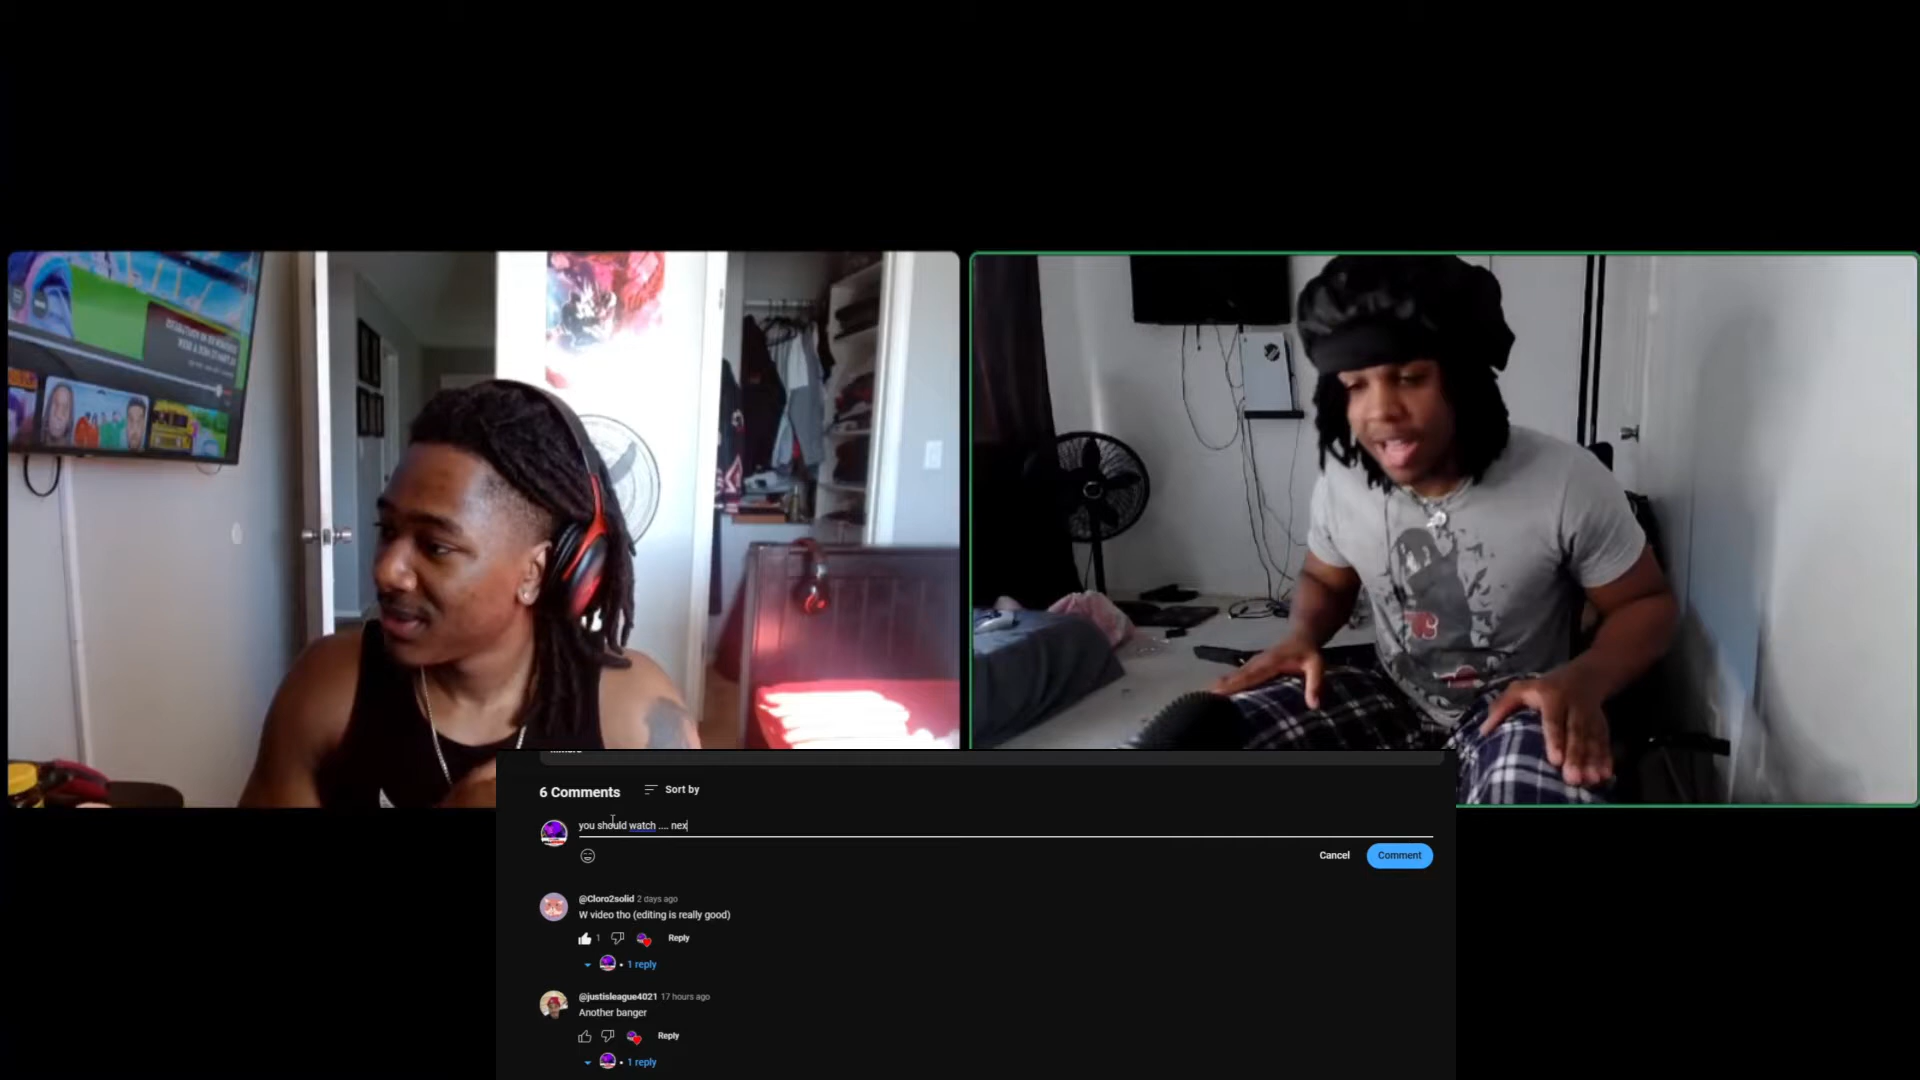 6 Comments
Sort by
you should watch .... nex
Cancel
Comment
@Cloro2solid 2 days ago
W video tho (editing is really good)
1
Reply
1 reply
@justisleague4021 17 hours ago
Another banger
Reply
1 reply